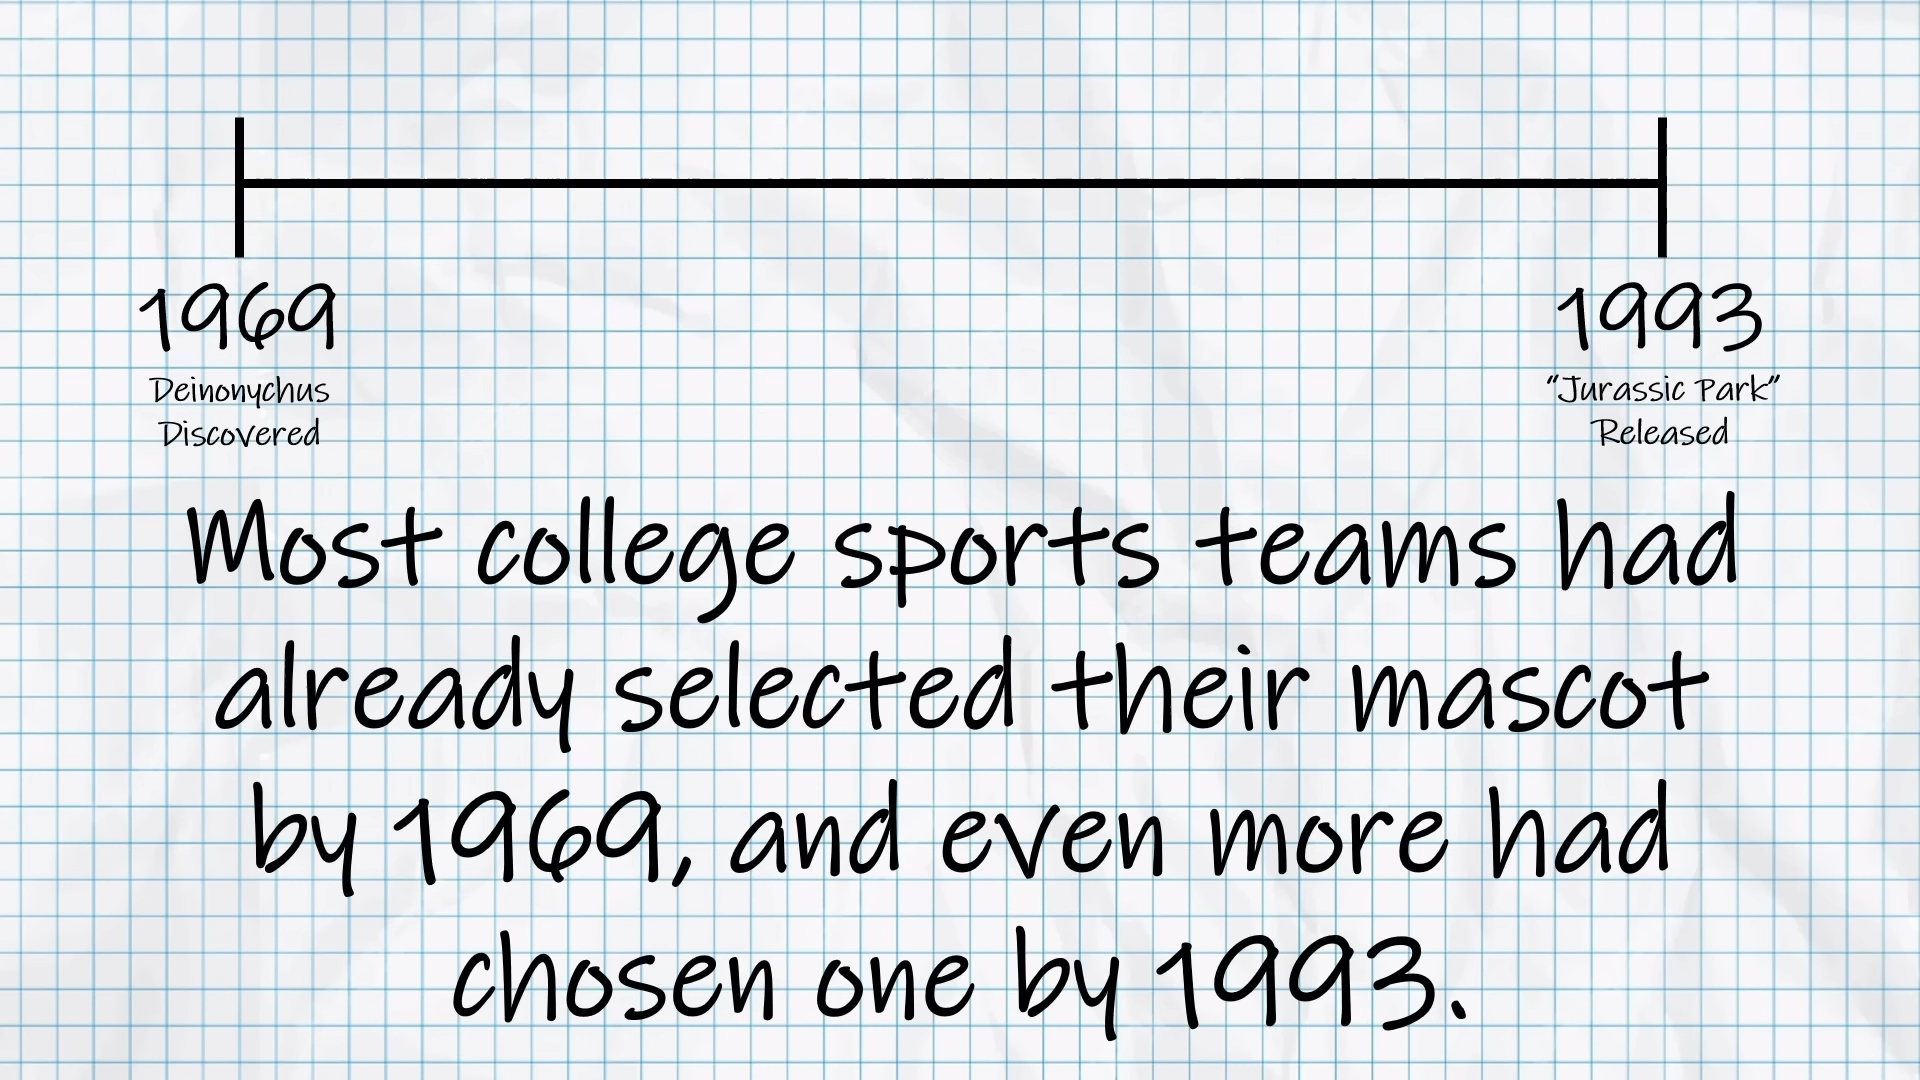 1969
Deinonychus
Discovered
1993
"Jurassic Park"
Released
Most college sports teams had
already selected their mascot
by 1969, and even more had
chosen one by 1993.